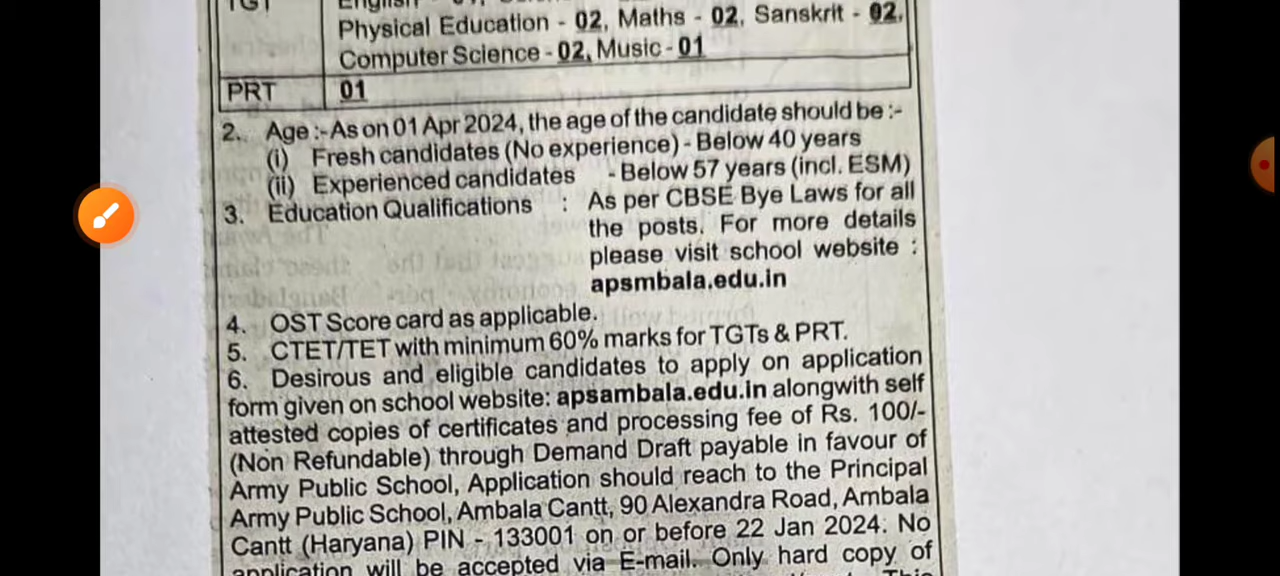 TGT
Physical Education - 02, Maths - 02, Sanskrit - 02,
Computer Science - 02, Music - 01
PRT 01
2. Age :- As on 01 Apr 2024, the age of the candidate should be :-
(i) Fresh candidates (No experience) - Below 40 years
(ii) Experienced candidates - Below 57 years (incl. ESM)
3. Education Qualifications : As per CBSE Bye Laws for all
the posts. For more details
please visit school website :
apsmbala.edu.in
4. OST Score card as applicable.
5. CTET/TET with minimum 60% marks for TGTs & PRT.
6. Desirous and eligible candidates to apply on application
form given on school website: apsambala.edu.in alongwith self
attested copies of certificates and processing fee of Rs. 100/-
(Non Refundable) through Demand Draft payable in favour of
Army Public School, Application should reach to the Principal
Army Public School, Ambala Cantt, 90 Alexandra Road, Ambala
Cantt (Haryana) PIN - 133001 on or before 22 Jan 2024. No
application will be accepted via E-mail. Only hard copy of
This